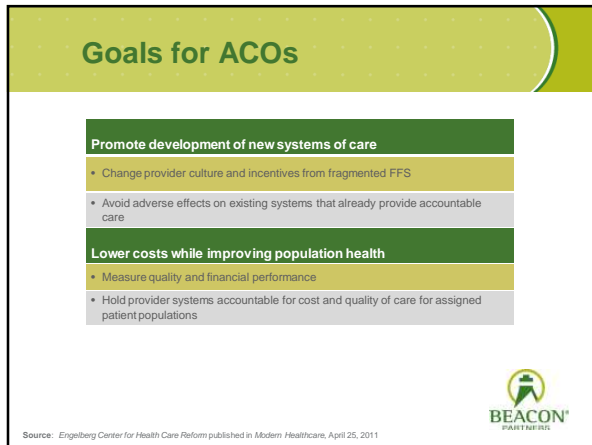 Goals for ACOs
Promote development of new systems of care
• Change provider culture and incentives from fragmented FFS
• Avoid adverse effects on existing systems that already provide accountable
care
Lower costs while improving population health
• Measure quality and financial performance
• Hold provider systems accountable for cost and quality of care for assigned
patient populations
BEACON®
PARTNERS
Source: Engelberg Center for Health Care Reform published in Modern Healthcare, April 25, 2011